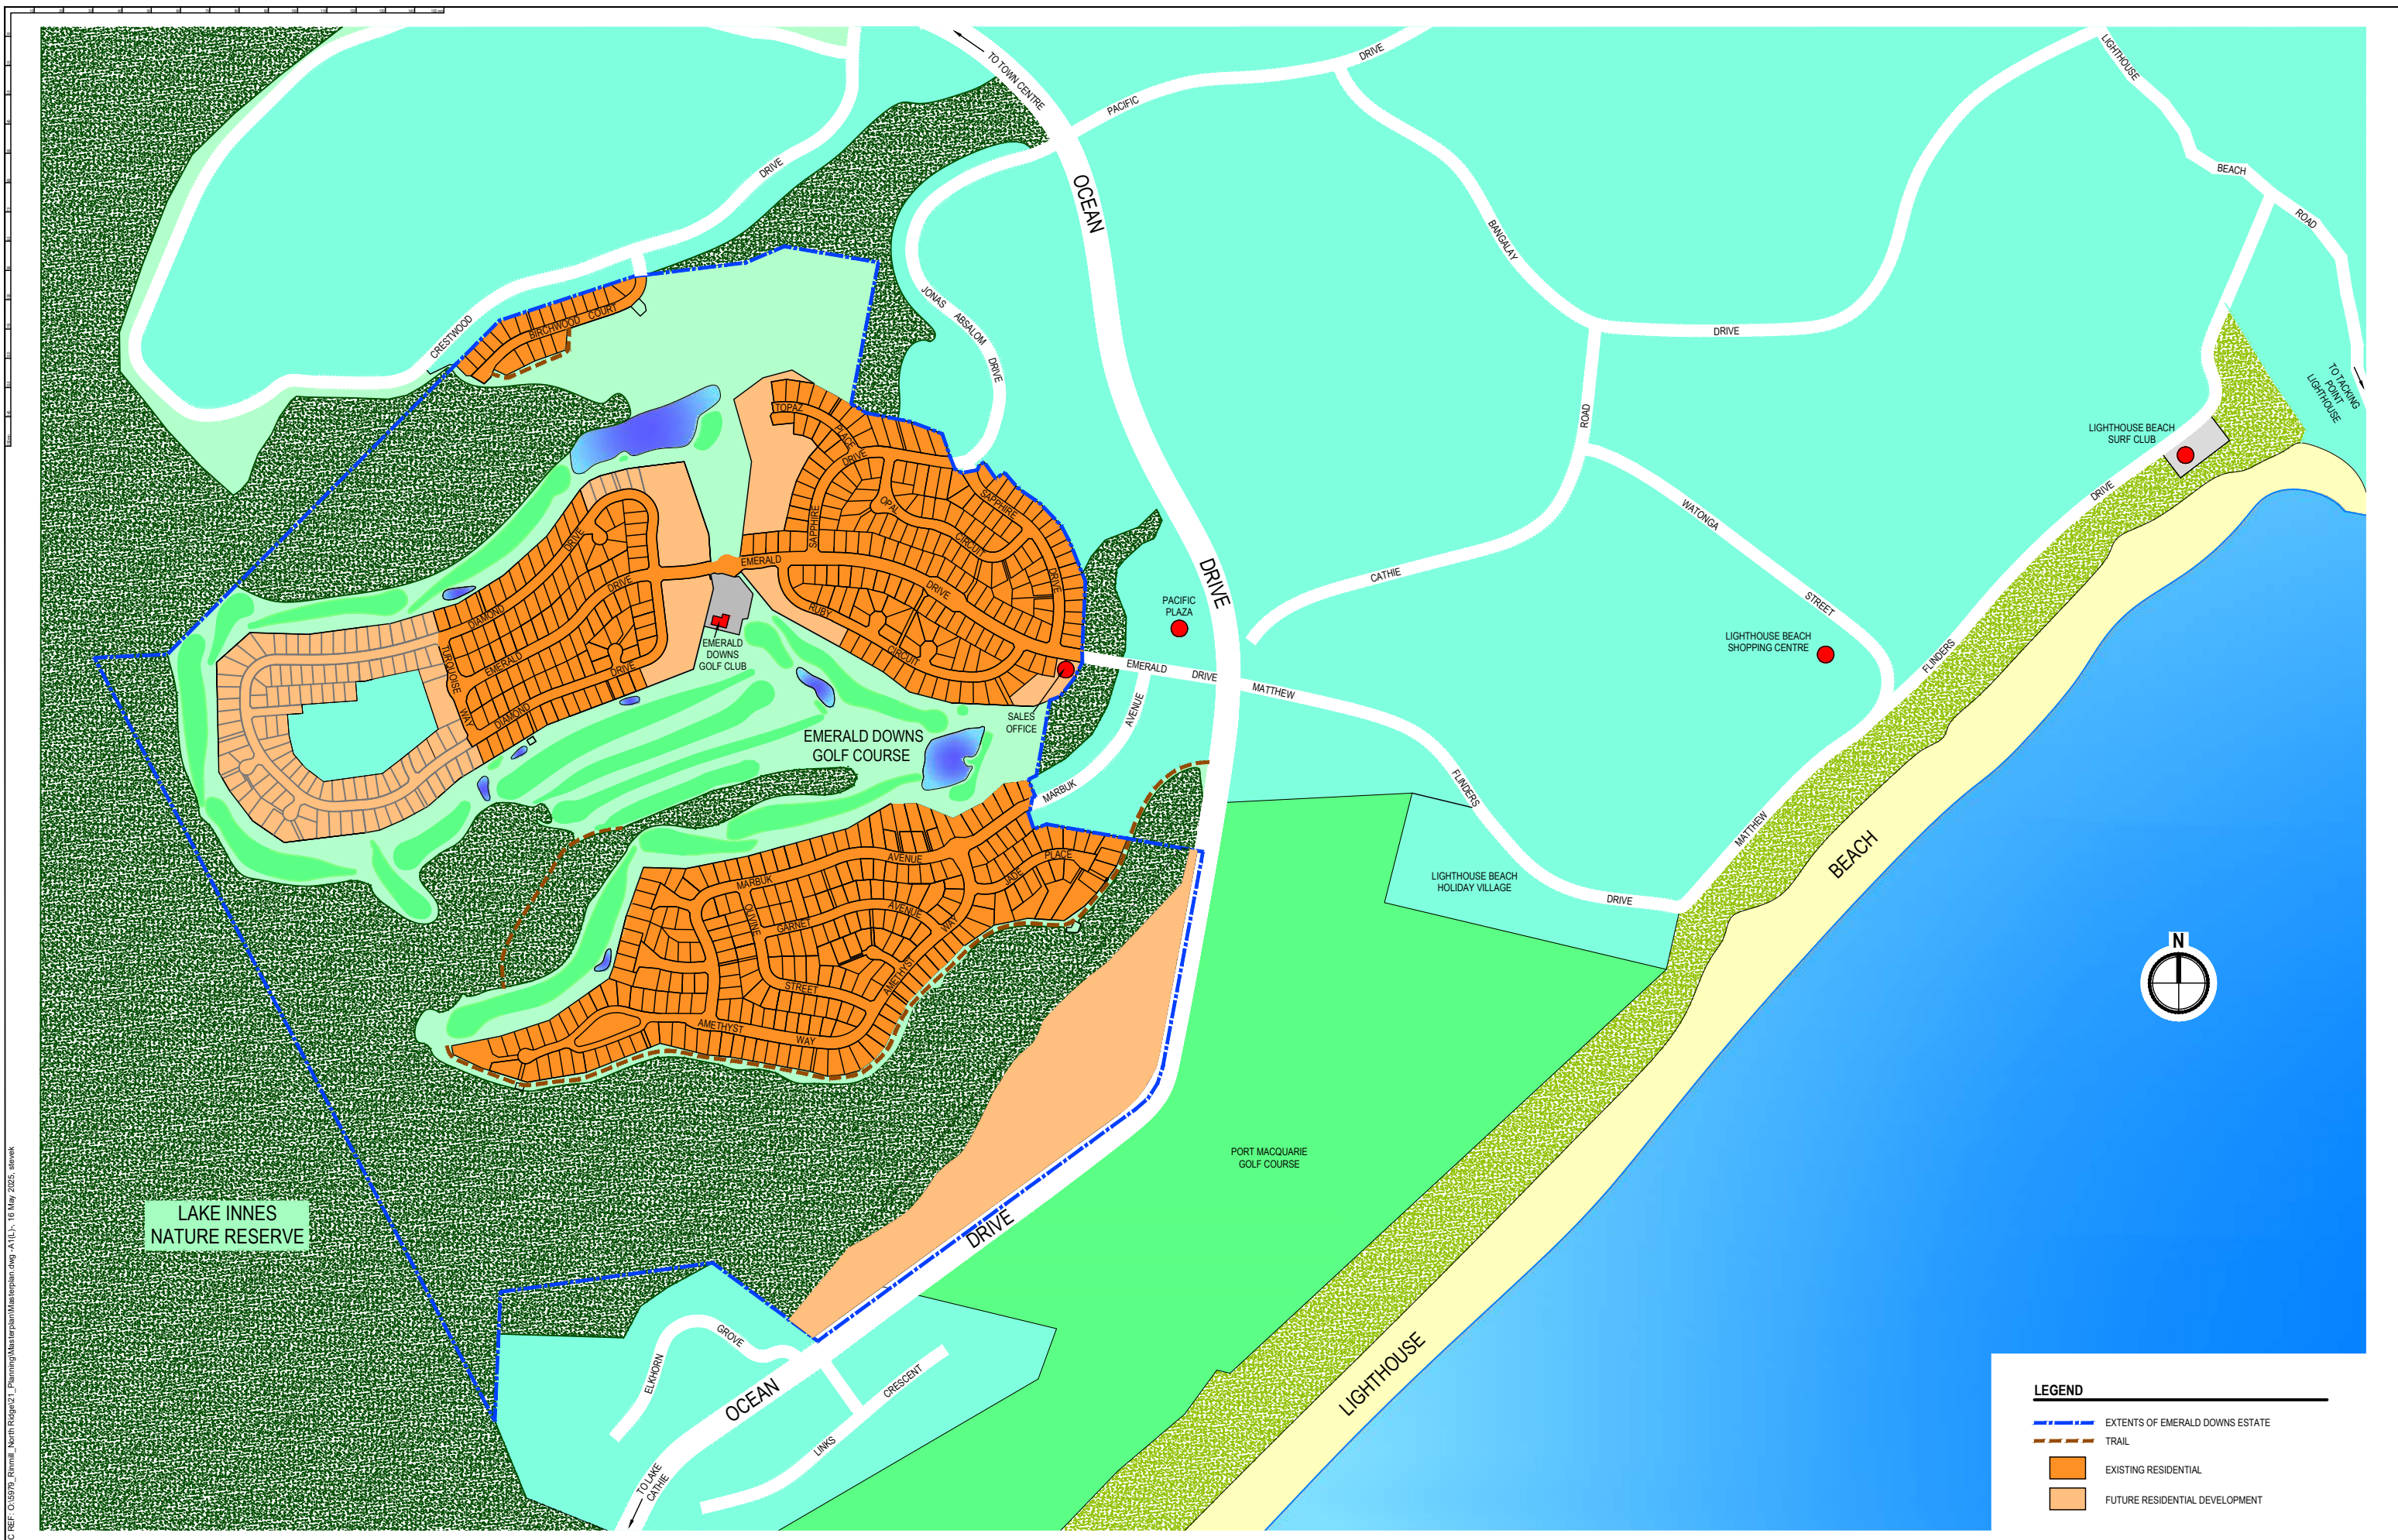 TO TOWN CENTRE
PACIFIC
DRIVE
LIGHTHOUSE
BEACH
ROAD
TO TACKING
POINT
LIGHTHOUSE
DRIVE
CRESTWOOD
BIRCHWOOD COURT
OCEAN
DRIVE
JONAS
ABSALOM
DRIVE
BANGALAY
DRIVE
ROAD
CATHIE
WATONGA
STREET
LIGHTHOUSE BEACH
SURF CLUB
DRIVE
FLINDERS
MATTHEW
TOPAZ
PLACE
DRIVE
SAPPHIRE
OPAL
CIRCUIT
SAPPHIRE
DRIVE
EMERALD
DRIVE
RUBY
CIRCUIT
DRIVE
DIAMOND
DRIVE
EMERALD
TURQUOISE
WAY
DIAMOND
DRIVE
EMERALD
DOWNS
GOLF CLUB
PACIFIC
PLAZA
LIGHTHOUSE BEACH
SHOPPING CENTRE
EMERALD
DRIVE
MATTHEW
FLINDERS
DRIVE
AVENUE
MARBUK
SALES
OFFICE
EMERALD DOWNS
GOLF COURSE
MARBUK
AVENUE
JADE
PLACE
OLIVINE
GARNET
AVENUE
WAY
AMETHYST
STREET
AMETHYST
WAY
LIGHTHOUSE BEACH
HOLIDAY VILLAGE
BEACH
LIGHTHOUSE
N
PORT MACQUARIE
GOLF COURSE
LAKE INNES
NATURE RESERVE
DRIVE
OCEAN
GROVE
ELKHORN
CRESCENT
LINKS
TO LAKE
CATHIE
LEGEND
EXTENTS OF EMERALD DOWNS ESTATE
TRAIL
EXISTING RESIDENTIAL
FUTURE RESIDENTIAL DEVELOPMENT